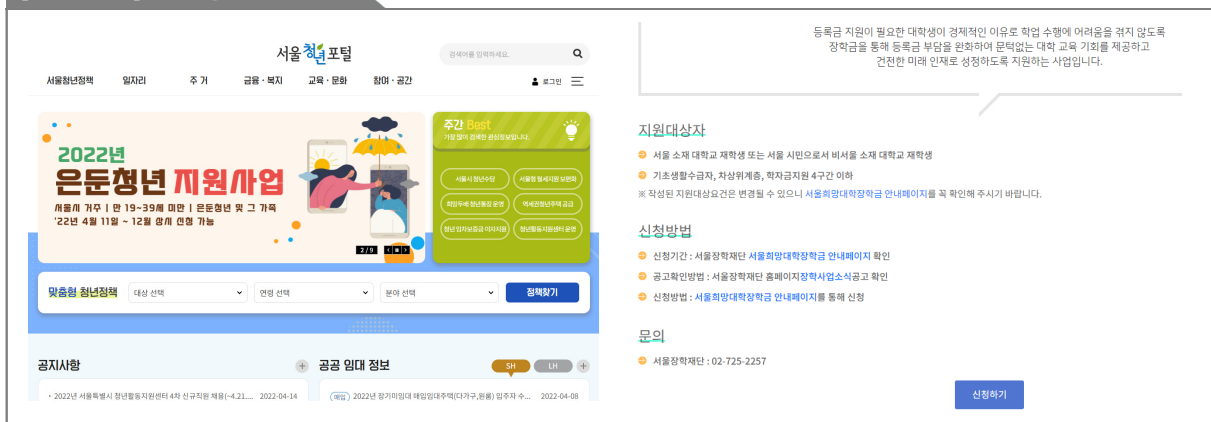 서울청년포털
검색어를 입력하세요.
서울청년정책 일자리 주 거 금융 · 복지 교육 · 문화 참여 · 공간 로그인
2022년
은둔청년 지원사업
서울시 거주 | 만 19~39세 미만 | 은둔청년 및 그 가족
'22년 4월 11일 ~ 12월 상시 신청 가능
2/9
주간 Best
가장 많이 검색한 관심정보입니다.
서울시 청년수당 서울형 월세지원 보편화
희망두배 청년통장 운영 역세권청년주택 공급
청년 임차보증금 이자지원 청년활동지원센터 운영
맞춤형 청년정책 대상 선택 연령 선택 분야 선택 정책찾기
공지사항 +
• 2022년 서울특별시 청년활동지원센터 4차 신규직원 채용(~4.21.... 2022-04-14
공공 임대 정보 SH LH +
매입 2022년 장기미임대 매입임대주택(다가구,원룸) 입주자 수... 2022-04-08
등록금 지원이 필요한 대학생이 경제적인 이유로 학업 수행에 어려움을 겪지 않도록
장학금을 통해 등록금 부담을 완화하여 문턱없는 대학 교육 기회를 제공하고
건전한 미래 인재로 성정하도록 지원하는 사업입니다.
지원대상자
서울 소재 대학교 재학생 또는 서울 시민으로서 비서울 소재 대학교 재학생
기초생활수급자, 차상위계층, 학자금지원 4구간 이하
※ 작성된 지원대상요건은 변경될 수 있으니 서울희망대학장학금 안내페이지를 꼭 확인해 주시기 바랍니다.
신청방법
신청기간 : 서울장학재단 서울희망대학장학금 안내페이지 확인
공고확인방법 : 서울장학재단 홈페이지장학사업소식공고 확인
신청방법 : 서울희망대학장학금 안내페이지를 통해 신청
문의
서울장학재단 : 02-725-2257
신청하기